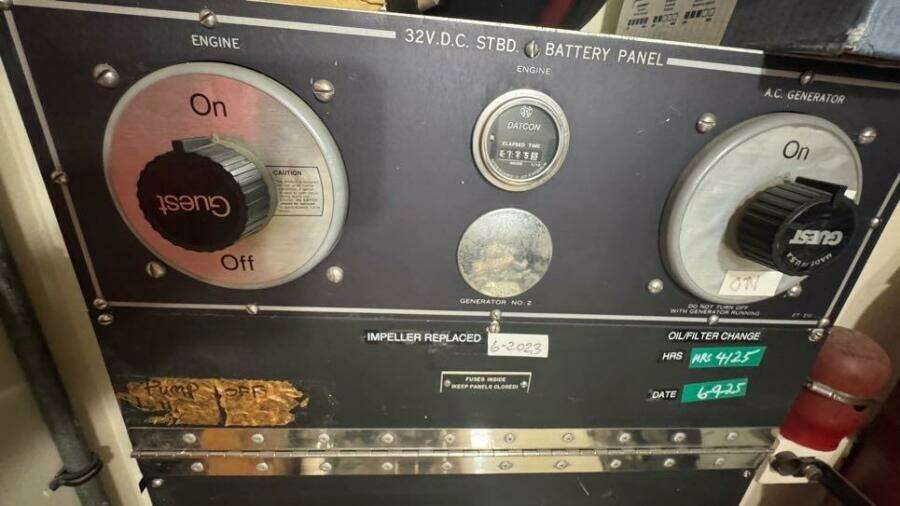 32V.D.C. STBD. BATTERY PANEL
ENGINE
On
CAUTION
Guest
Off
ENGINE
DATCON
ELAPSED TIME
GENERATOR NO. 2
A.C. GENERATOR
On
GUEST
MADE IN U.S.A.
ON
DO NOT TURN OFF
WITH GENERATOR RUNNING
IMPELLER REPLACED 6-2023
OIL/FILTER CHANGE
HRS HRS 4125
DATE 6-9-25
FUSES INSIDE
(KEEP PANELS CLOSED!)
Pump